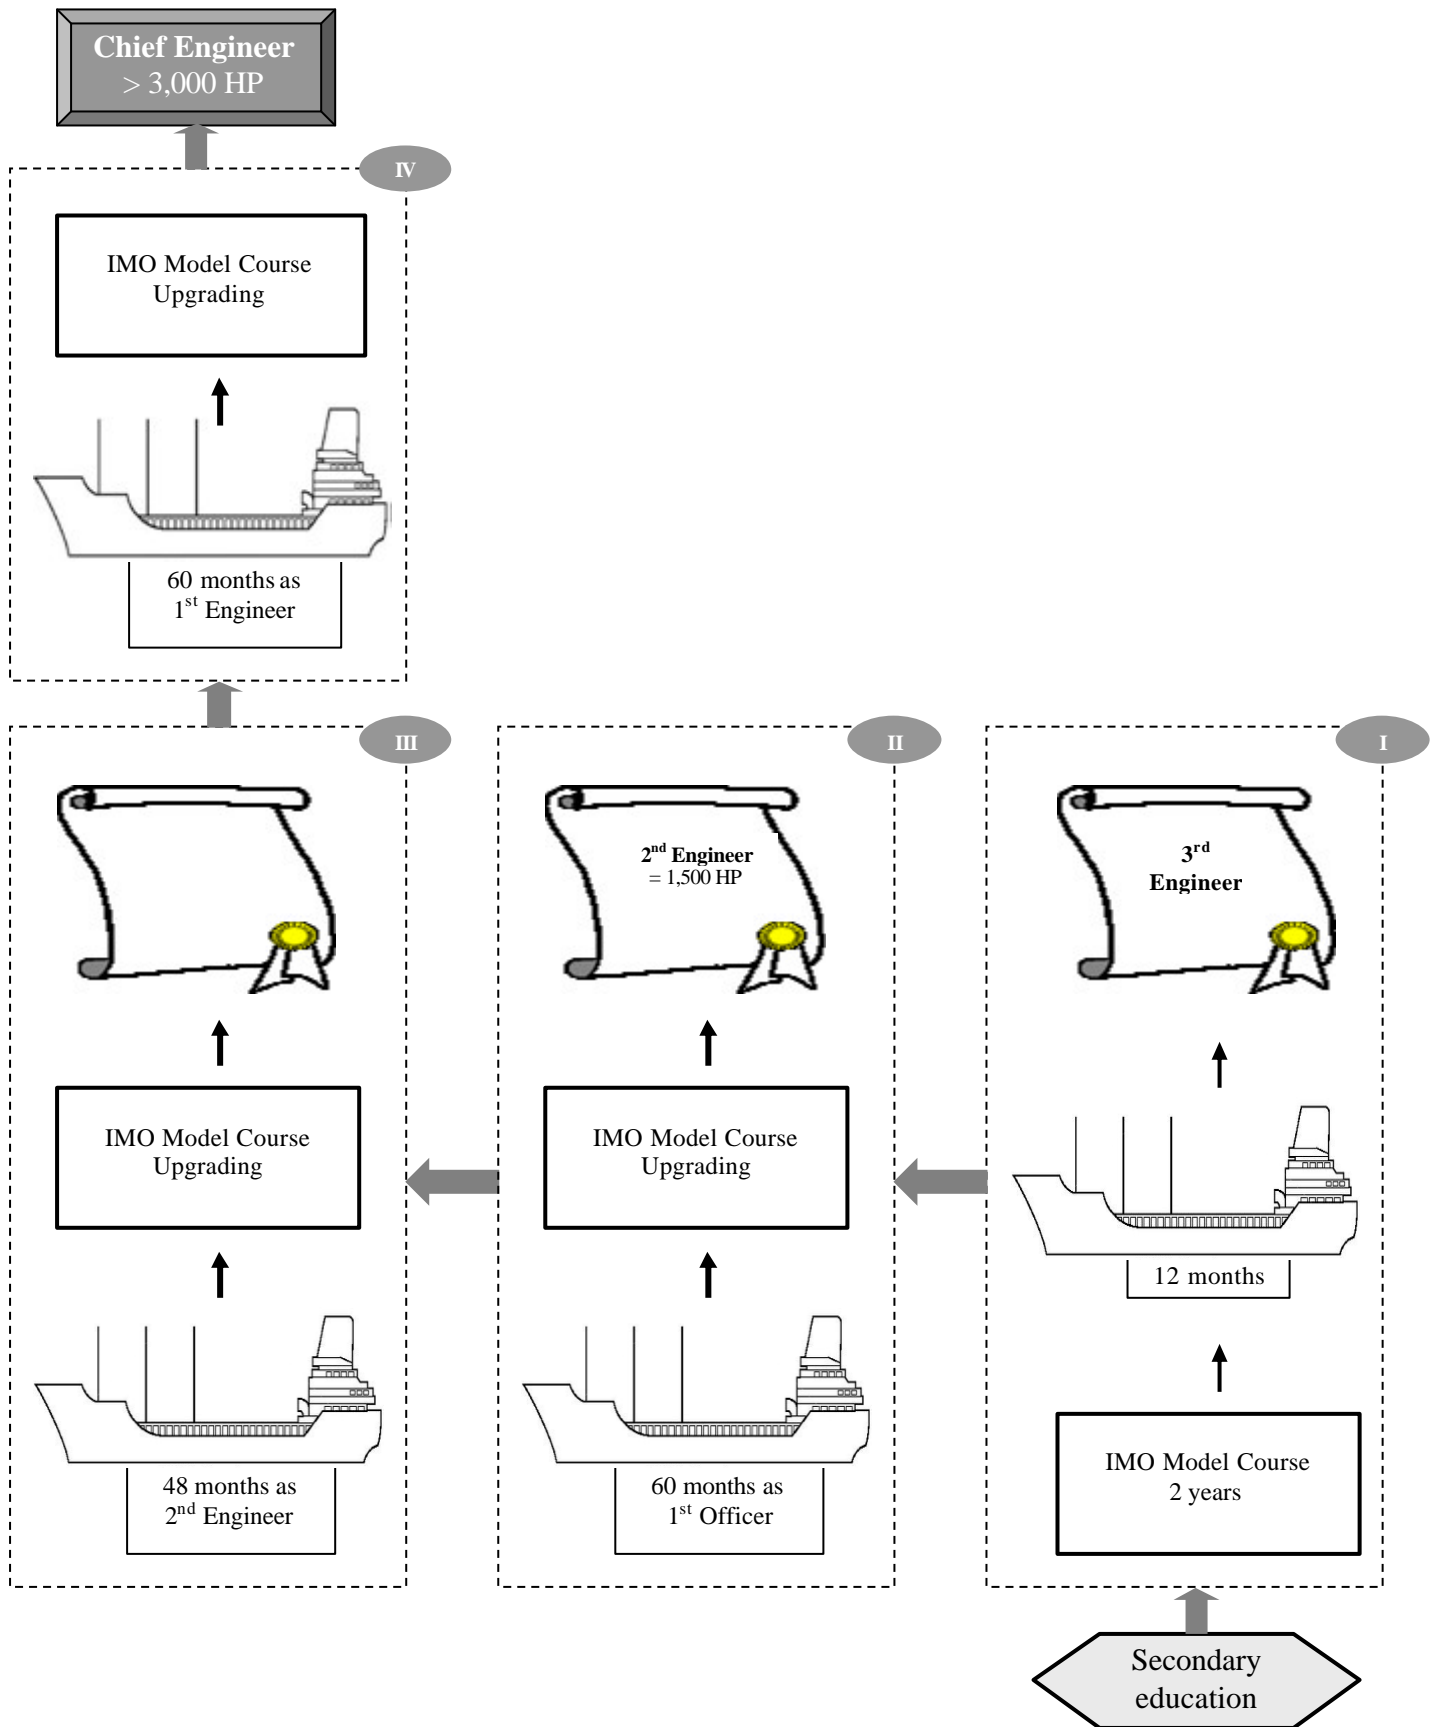 Chief Engineer
> 3,000 HP
IV
IMO Model Course
Upgrading
60 months as
1st Engineer
III
II
I
2nd Engineer
= 1,500 HP
3rd
Engineer
IMO Model Course
Upgrading
IMO Model Course
Upgrading
12 months
48 months as
2nd Engineer
60 months as
1st Officer
IMO Model Course
2 years
Secondary
education